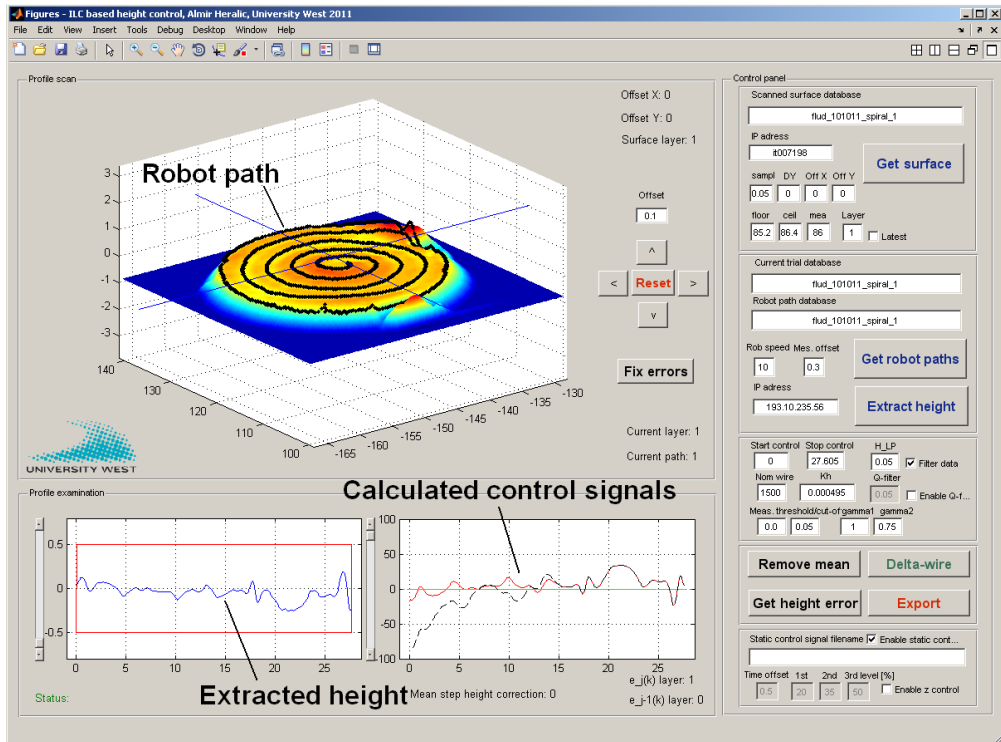 Figures - ILC based height control, Almir Heralic, University West 2011
File Edit View Insert Tools Debug Desktop Window Help
Profile scan
Offset X: 0
Offset Y: 0
Surface layer: 1
Robot path
3
2
1
0
-1
-2
-3
140
130
120
110
100
-165
-160
-155
-150
-145
-140
-135
-130
Offset
0.1
^
< Reset >
v
Fix errors
Current layer: 1
Current path: 1
UNIVERSITY WEST
Profile examination
Calculated control signals
0.5
0
-0.5
0 5 10 15 20 25
100
50
0
-50
-100
0 5 10 15 20 25
Extracted height
Mean step height correction: 0
e_j(k) layer: 1
e_j-1(k) layer: 0
Status:
Control panel
Scanned surface database
flud_101011_spiral_1
IP adress
it007198
Get surface
sampl DY Off X Off Y
0.05 0 0 0
floor ceil mea Layer
85.2 86.4 86 1 Latest
Current trial database
flud_101011_spiral_1
Robot path database
flud_101011_spiral_1
Rob speed Mes. offset
10 0.3
Get robot paths
IP adress
193.10.235.56
Extract height
Start control Stop control H_LP
0 27.605 0.05 Filter data
Nom wire Kh Q-filter
1500 0.000495 0.05 Enable Q-f...
Meas. threshold/cut-of gamma1 gamma2
0.0 0.05 1 0.75
Remove mean Delta-wire
Get height error Export
Static control signal filename Enable static cont...
Time offset 1st 2nd 3rd level [%]
0.5 20 35 50 Enable z control